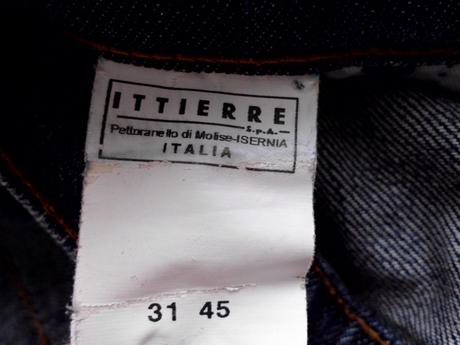 ITTIERRE
S.p.A.
Pettoranello di Molise-ISERNIA
ITALIA
31 45